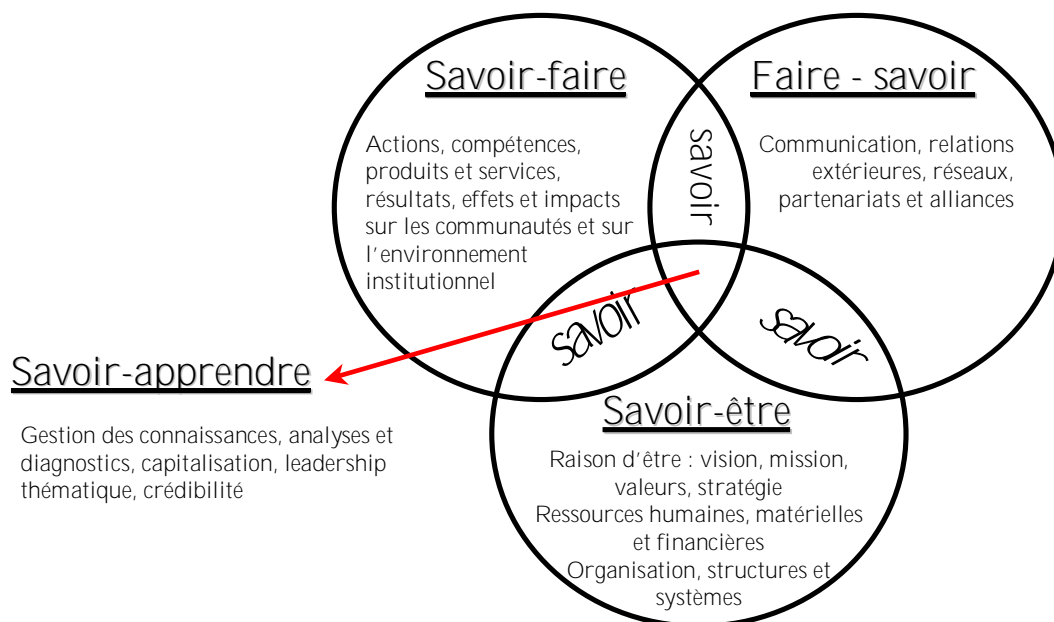 Savoir-faire
Actions, compétences,
produits et services,
résultats, effets et impacts
sur les communautés et sur
l'environnement
institutionnel
Faire - savoir
Communication, relations
extérieures, réseaux,
partenariats et alliances
savoir
savoir
savoir
Savoir-apprendre
Gestion des connaissances, analyses et
diagnostics, capitalisation, leadership
thématique, crédibilité
Savoir-être
Raison d'être : vision, mission,
valeurs, stratégie
Ressources humaines, matérielles
et financières
Organisation, structures et
systèmes